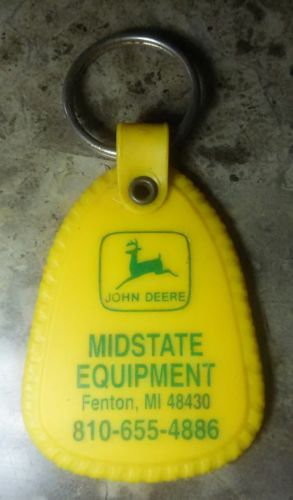 JOHN DEERE
MIDSTATE
EQUIPMENT
Fenton, MI 48430
810-655-4886